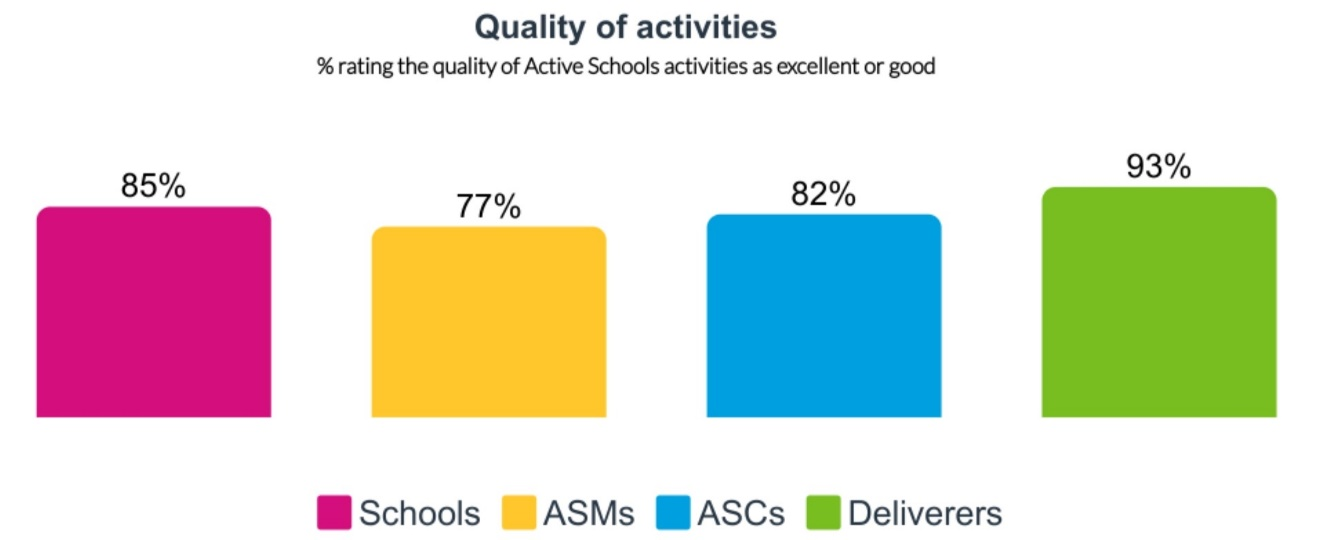 Quality of activities
% rating the quality of Active Schools activities as excellent or good
85%
77%
82%
93%
Schools
ASMs
ASCs
Deliverers